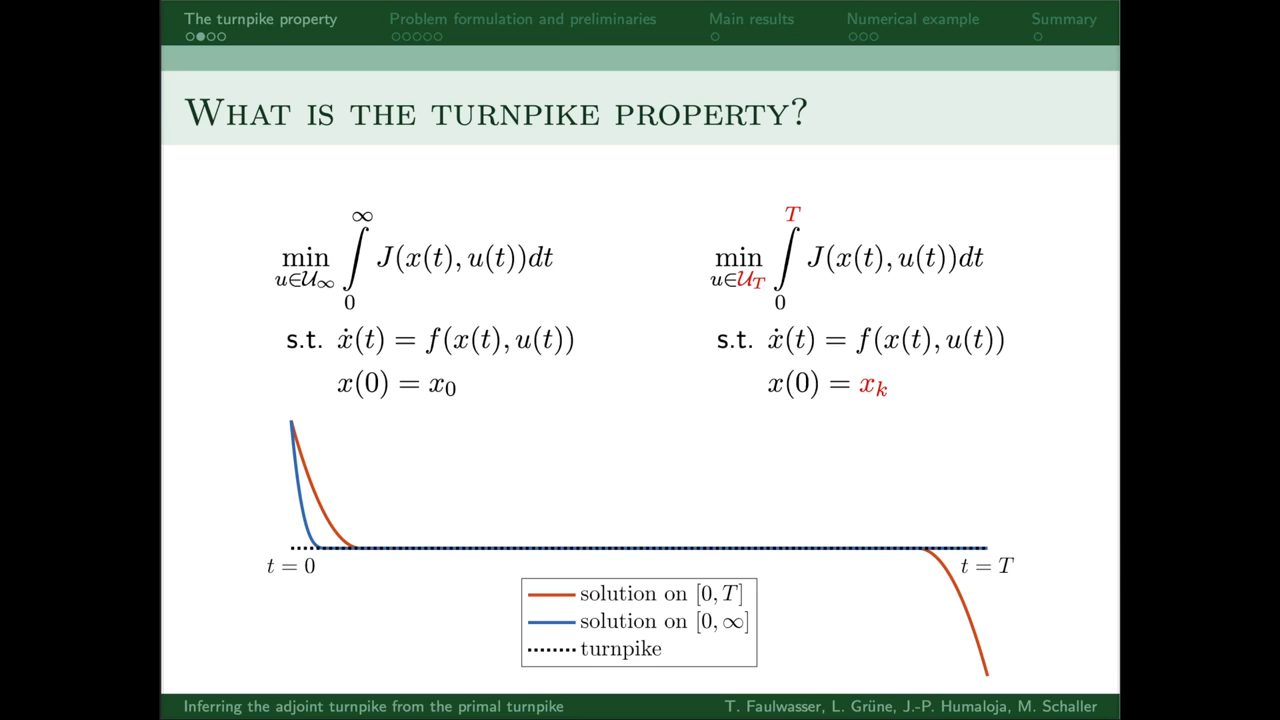 The turnpike property Problem formulation and preliminaries Main results Numerical example Summary
WHAT IS THE TURNPIKE PROPERTY?
min_{u∈𝒰_∞} ∫_0^∞ J(x(t), u(t))dt
s.t. ẋ(t) = f(x(t), u(t))
x(0) = x_0
min_{u∈𝒰_T} ∫_0^T J(x(t), u(t))dt
s.t. ẋ(t) = f(x(t), u(t))
x(0) = x_k
t = 0
t = T
solution on [0, T]
solution on [0, ∞]
turnpike
Inferring the adjoint turnpike from the primal turnpike T. Faulwasser, L. Grüne, J.-P. Humaloja, M. Schaller